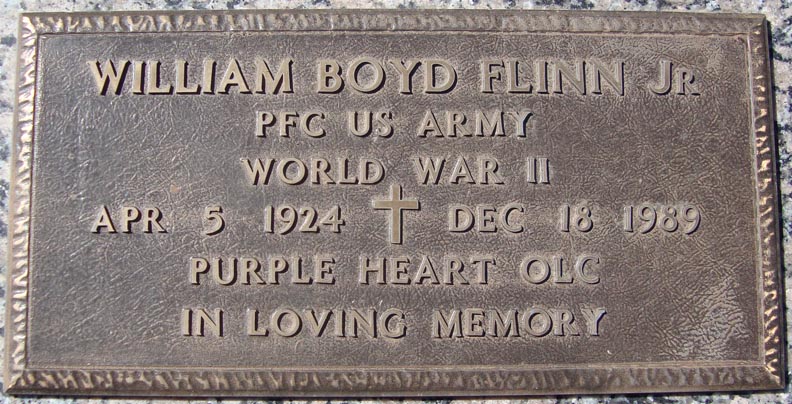 WILLIAM BOYD FLINN JR
PFC US ARMY
WORLD WAR II
APR 5 1924 DEC 18 1989
PURPLE HEART OLC
IN LOVING MEMORY